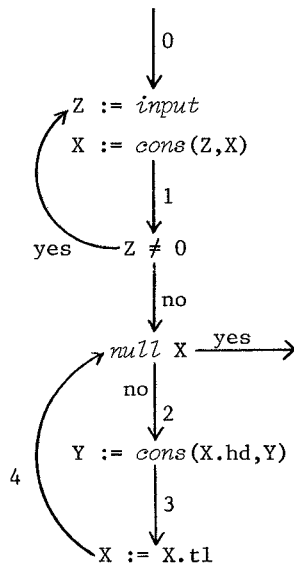 0
Z := input
X := cons(Z,X)
1
yes Z ≠ 0
no
null X yes
no
2
4 Y := cons(X.hd,Y)
3
X := X.tl